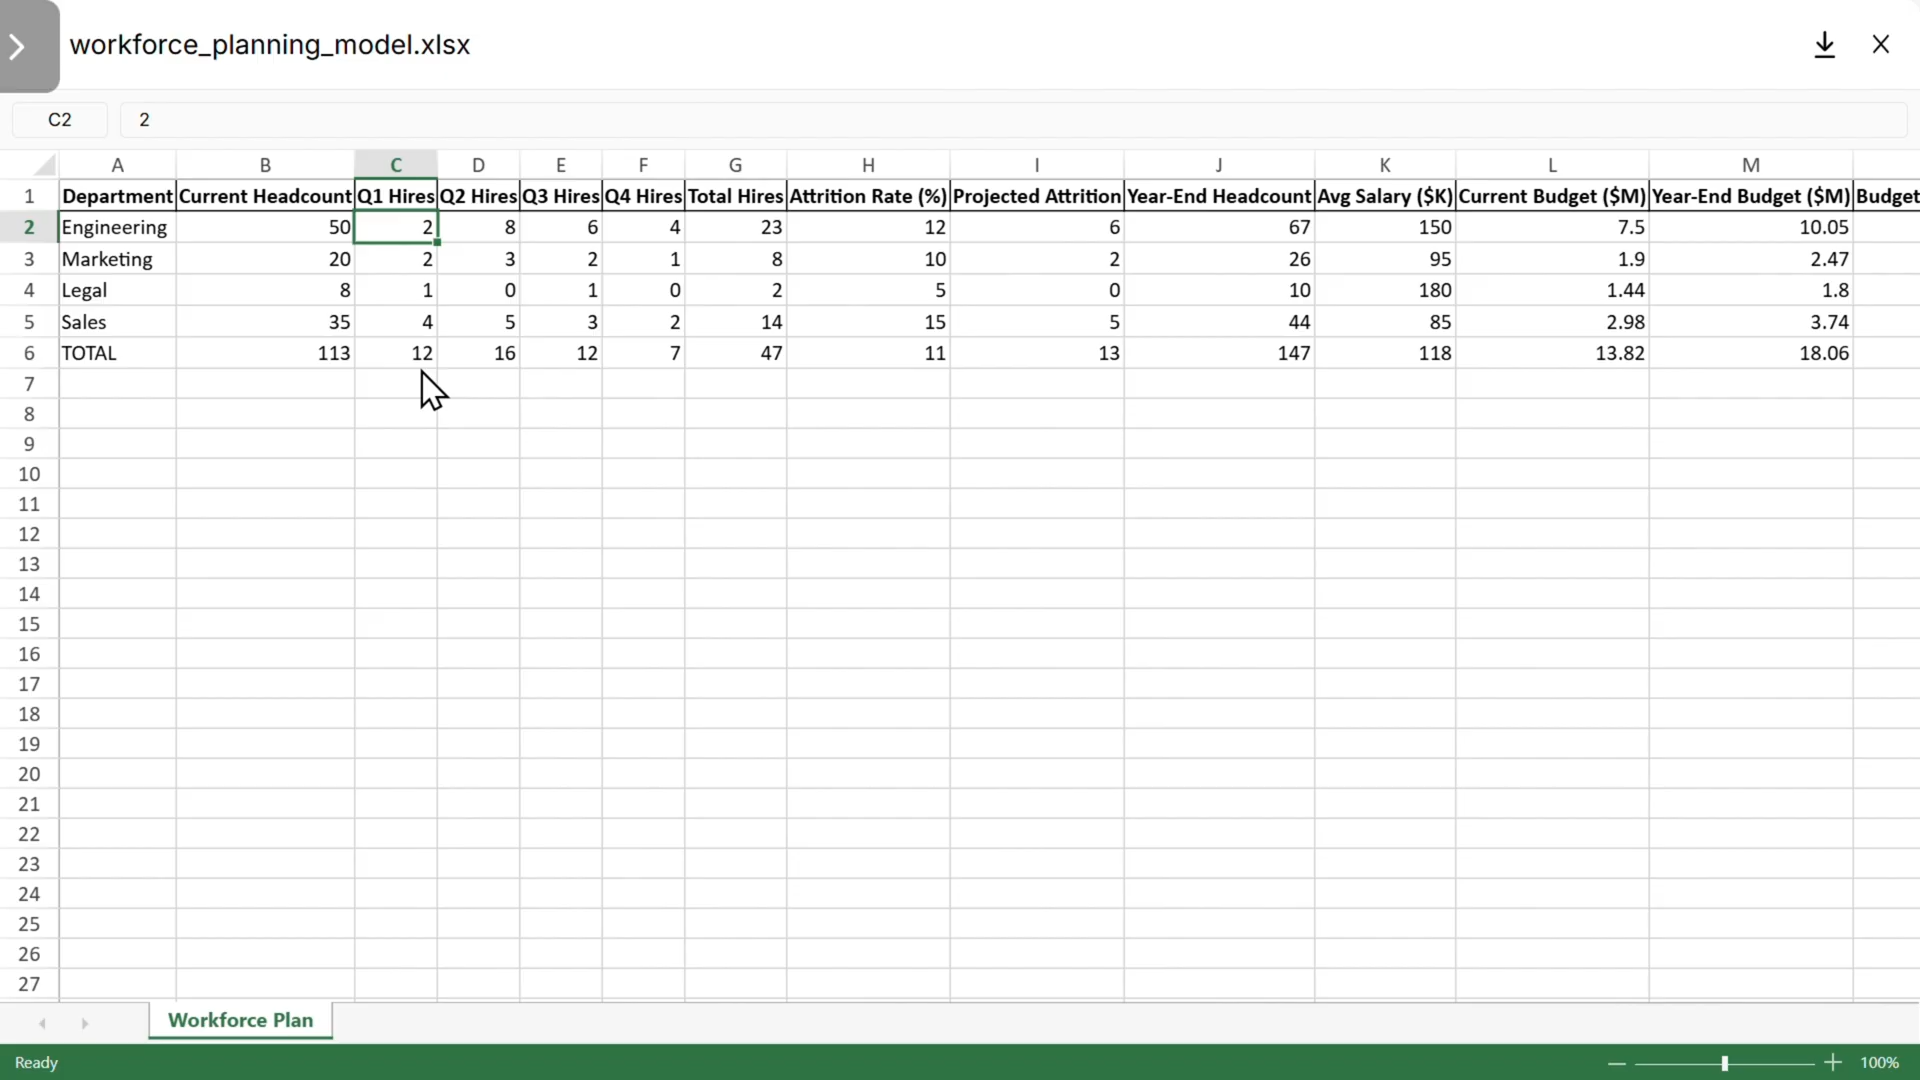 workforce_planning_model.xlsx
C2 2
A B C D E F G H I J K L M
1 Department Current Headcount Q1 Hires Q2 Hires Q3 Hires Q4 Hires Total Hires Attrition Rate (%) Projected Attrition Year-End Headcount Avg Salary ($K) Current Budget ($M) Year-End Budget ($M) Budget
2 Engineering 50 2 8 6 4 23 12 6 67 150 7.5 10.05
3 Marketing 20 2 3 2 1 8 10 2 26 95 1.9 2.47
4 Legal 8 1 0 1 0 2 5 0 10 180 1.44 1.8
5 Sales 35 4 5 3 2 14 15 5 44 85 2.98 3.74
6 TOTAL 113 12 16 12 7 47 11 13 147 118 13.82 18.06
7
8
9
10
11
12
13
14
15
16
17
18
19
20
21
22
23
24
25
26
27
Workforce Plan
Ready 100%